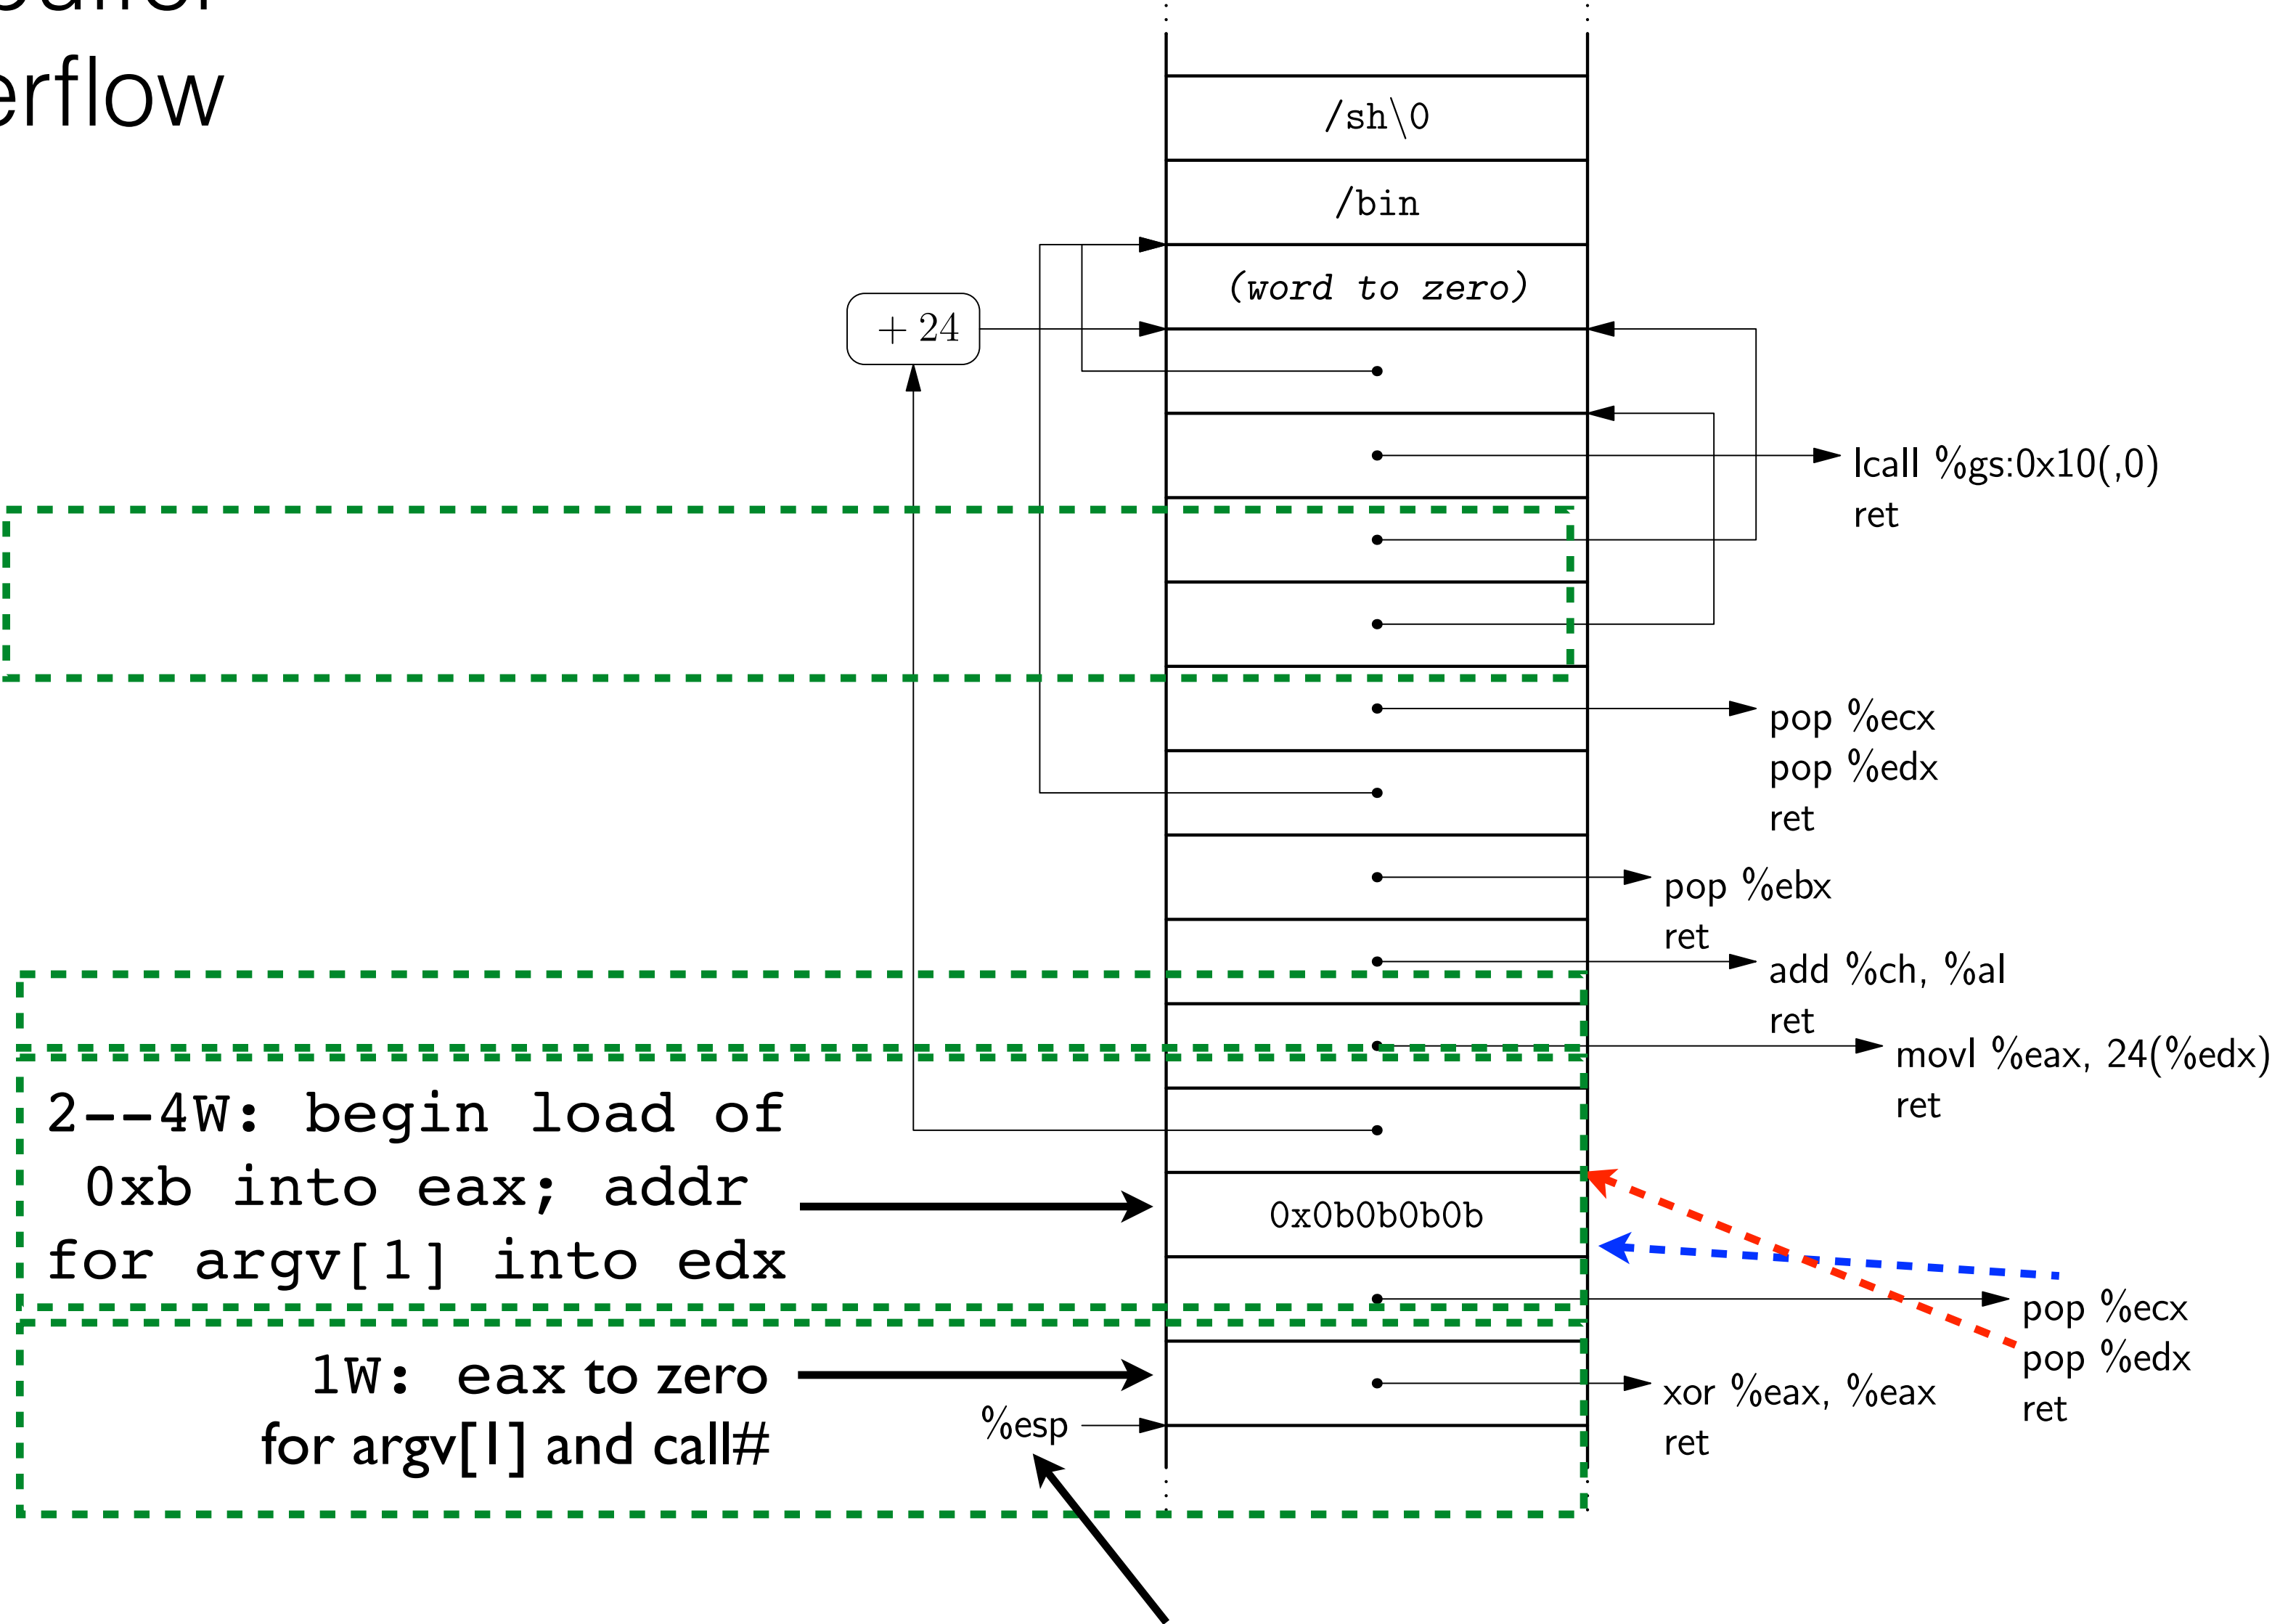 erflow
/sh\0
/bin
(word to zero)
+ 24
lcall %gs:0x10(,0)
ret
pop %ecx
pop %edx
ret
pop %ebx
ret
add %ch, %al
ret
movl %eax, 24(%edx)
ret
2--4W: begin load of
0xb into eax; addr
for argv[1] into edx
0x0b0b0b0b
pop %ecx
pop %edx
ret
1W: eax to zero
for argv[1] and call#
%esp
xor %eax, %eax
ret